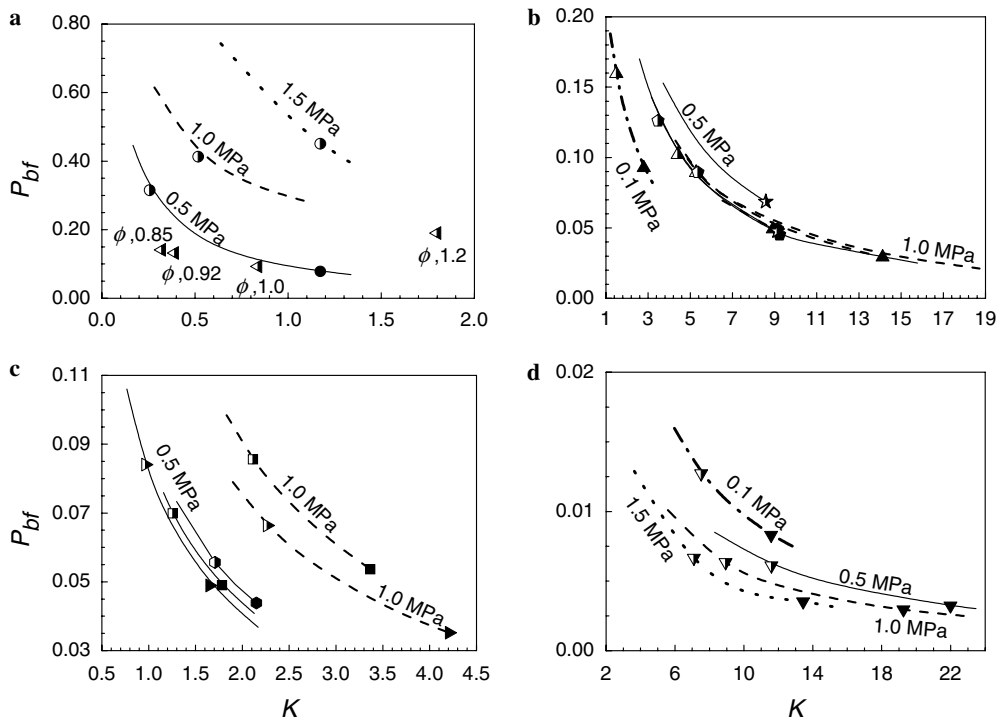 a
0.80
0.60
0.40
0.20
0.00
P_bf
1.5 MPa
1.0 MPa
0.5 MPa
ϕ,0.85
ϕ,0.92
ϕ,1.0
ϕ,1.2
0.0 0.5 1.0 1.5 2.0
b
0.20
0.15
0.10
0.05
0.00
0.5 MPa
0.1 MPa
1.0 MPa
1 3 5 7 9 11 13 15 17 19
c
0.11
0.09
0.07
0.05
0.03
P_bf
0.5 MPa
1.0 MPa
1.0 MPa
0.5 1.0 1.5 2.0 2.5 3.0 3.5 4.0 4.5
K
d
0.02
0.01
0.00
0.1 MPa
1.5 MPa
0.5 MPa
1.0 MPa
2 6 10 14 18 22
K